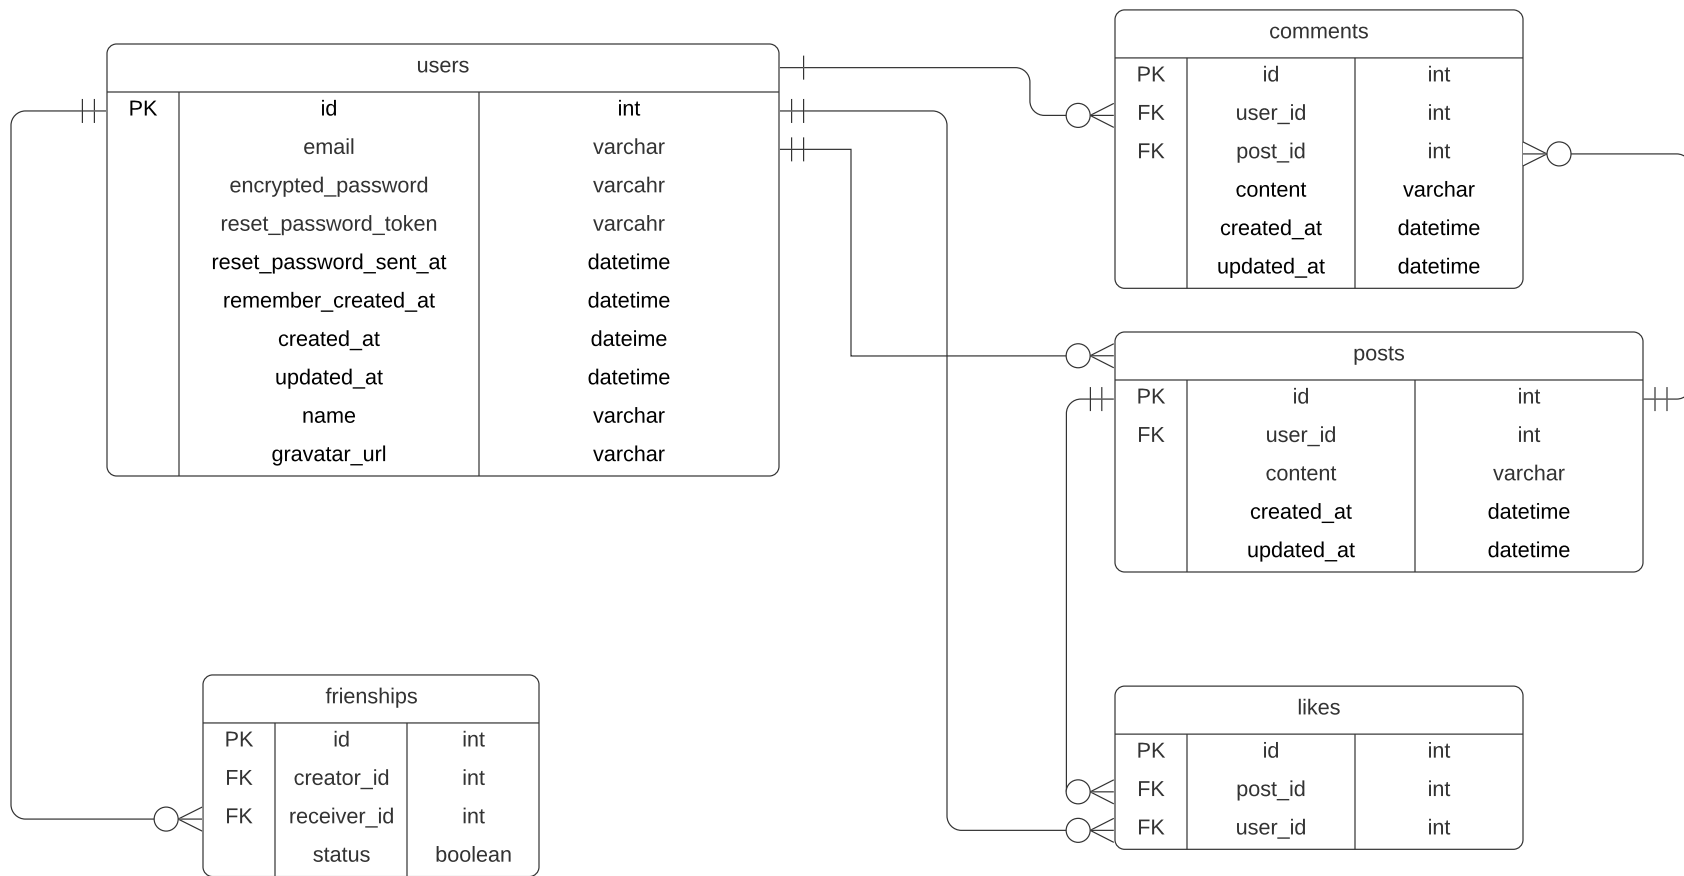 users
PK id int
email varchar
encrypted_password varcahr
reset_password_token varcahr
reset_password_sent_at datetime
remember_created_at datetime
created_at dateime
updated_at datetime
name varchar
gravatar_url varchar
comments
PK id int
FK user_id int
FK post_id int
content varchar
created_at datetime
updated_at datetime
posts
PK id int
FK user_id int
content varchar
created_at datetime
updated_at datetime
frienships
PK id int
FK creator_id int
FK receiver_id int
status boolean
likes
PK id int
FK post_id int
FK user_id int